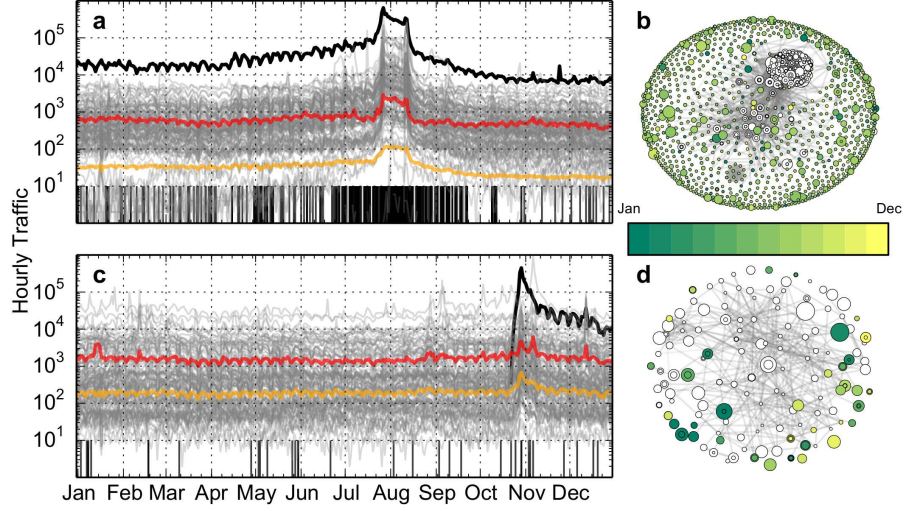 a
10^5
10^4
10^3
10^2
10^1
b
Jan
Dec
Hourly Traffic
c
10^5
10^4
10^3
10^2
10^1
d
Jan Feb Mar Apr May Jun Jul Aug Sep Oct Nov Dec